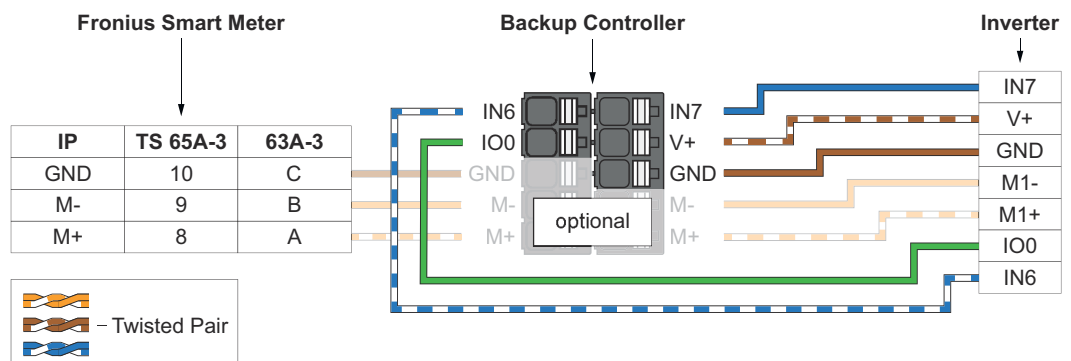 Fronius Smart Meter Backup Controller Inverter
IN7
IN6 IN7
V+
IP TS 65A-3 63A-3 IO0 V+
GND
GND 10 C GND GND
M1-
M- 9 B M- M-
optional
M1+
M+ 8 A M+ M+
IO0
IN6
Twisted Pair